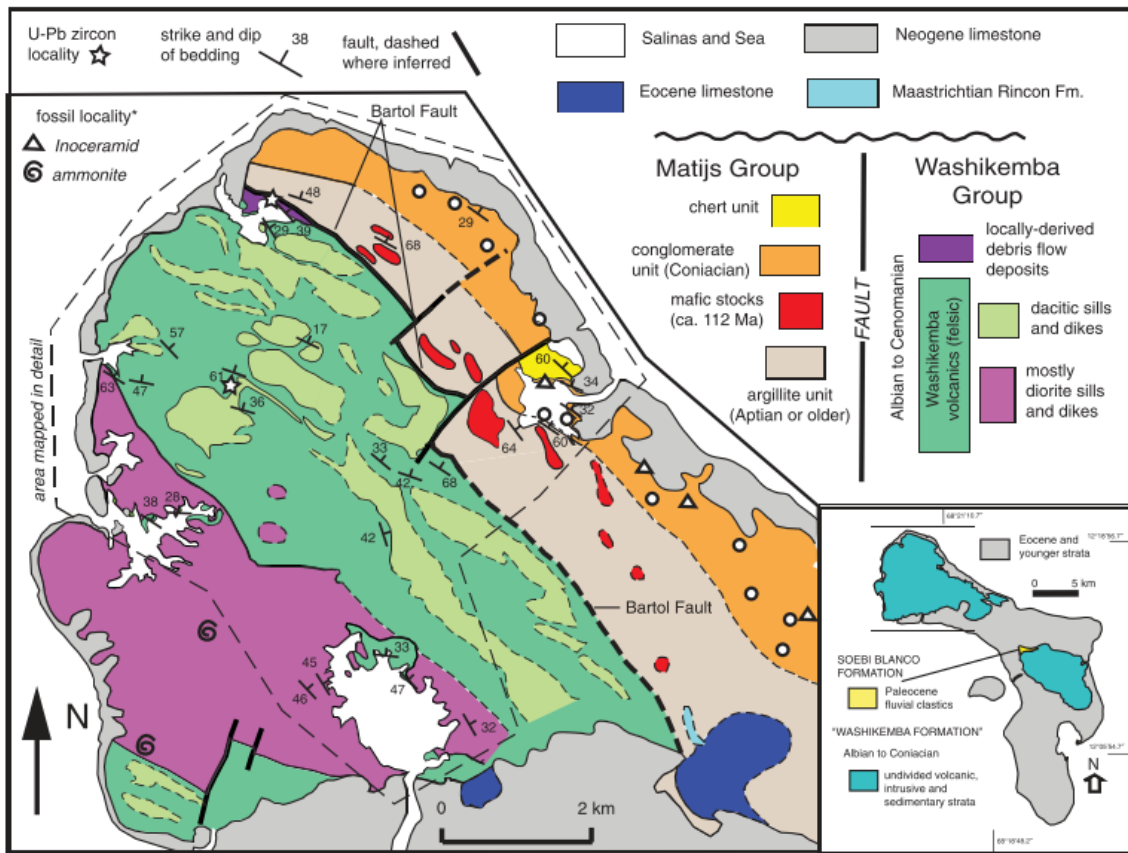 U-Pb zircon
locality
strike and dip
of bedding
38
fault, dashed
where inferred
Salinas and Sea
Neogene limestone
Eocene limestone
Maastrichtian Rincon Fm.
fossil locality*
Inoceramid
ammonite
Bartol Fault
Matijs Group
chert unit
conglomerate
unit (Coniacian)
mafic stocks
(ca. 112 Ma)
argillite unit
(Aptian or older)
FAULT
Washikemba
Group
Albian to Cenomanian
locally-derived
debris flow
deposits
Washikemba
volcanics (felsic)
dacitic sills
and dikes
mostly
diorite sills
and dikes
area mapped in detail
48
29
29
39
68
57
17
63
47
61
36
60
34
32
60
64
33
42
68
38
28
42
Bartol Fault
33
45
46
47
32
N
0
2 km
Eocene and
younger strata
0
5 km
SOEBI BLANCO
FORMATION
Paleocene
fluvial clastics
"WASHIKEMBA FORMATION"
Albian to Coniacian
undivided volcanic,
intrusive and
sedimentary strata
N